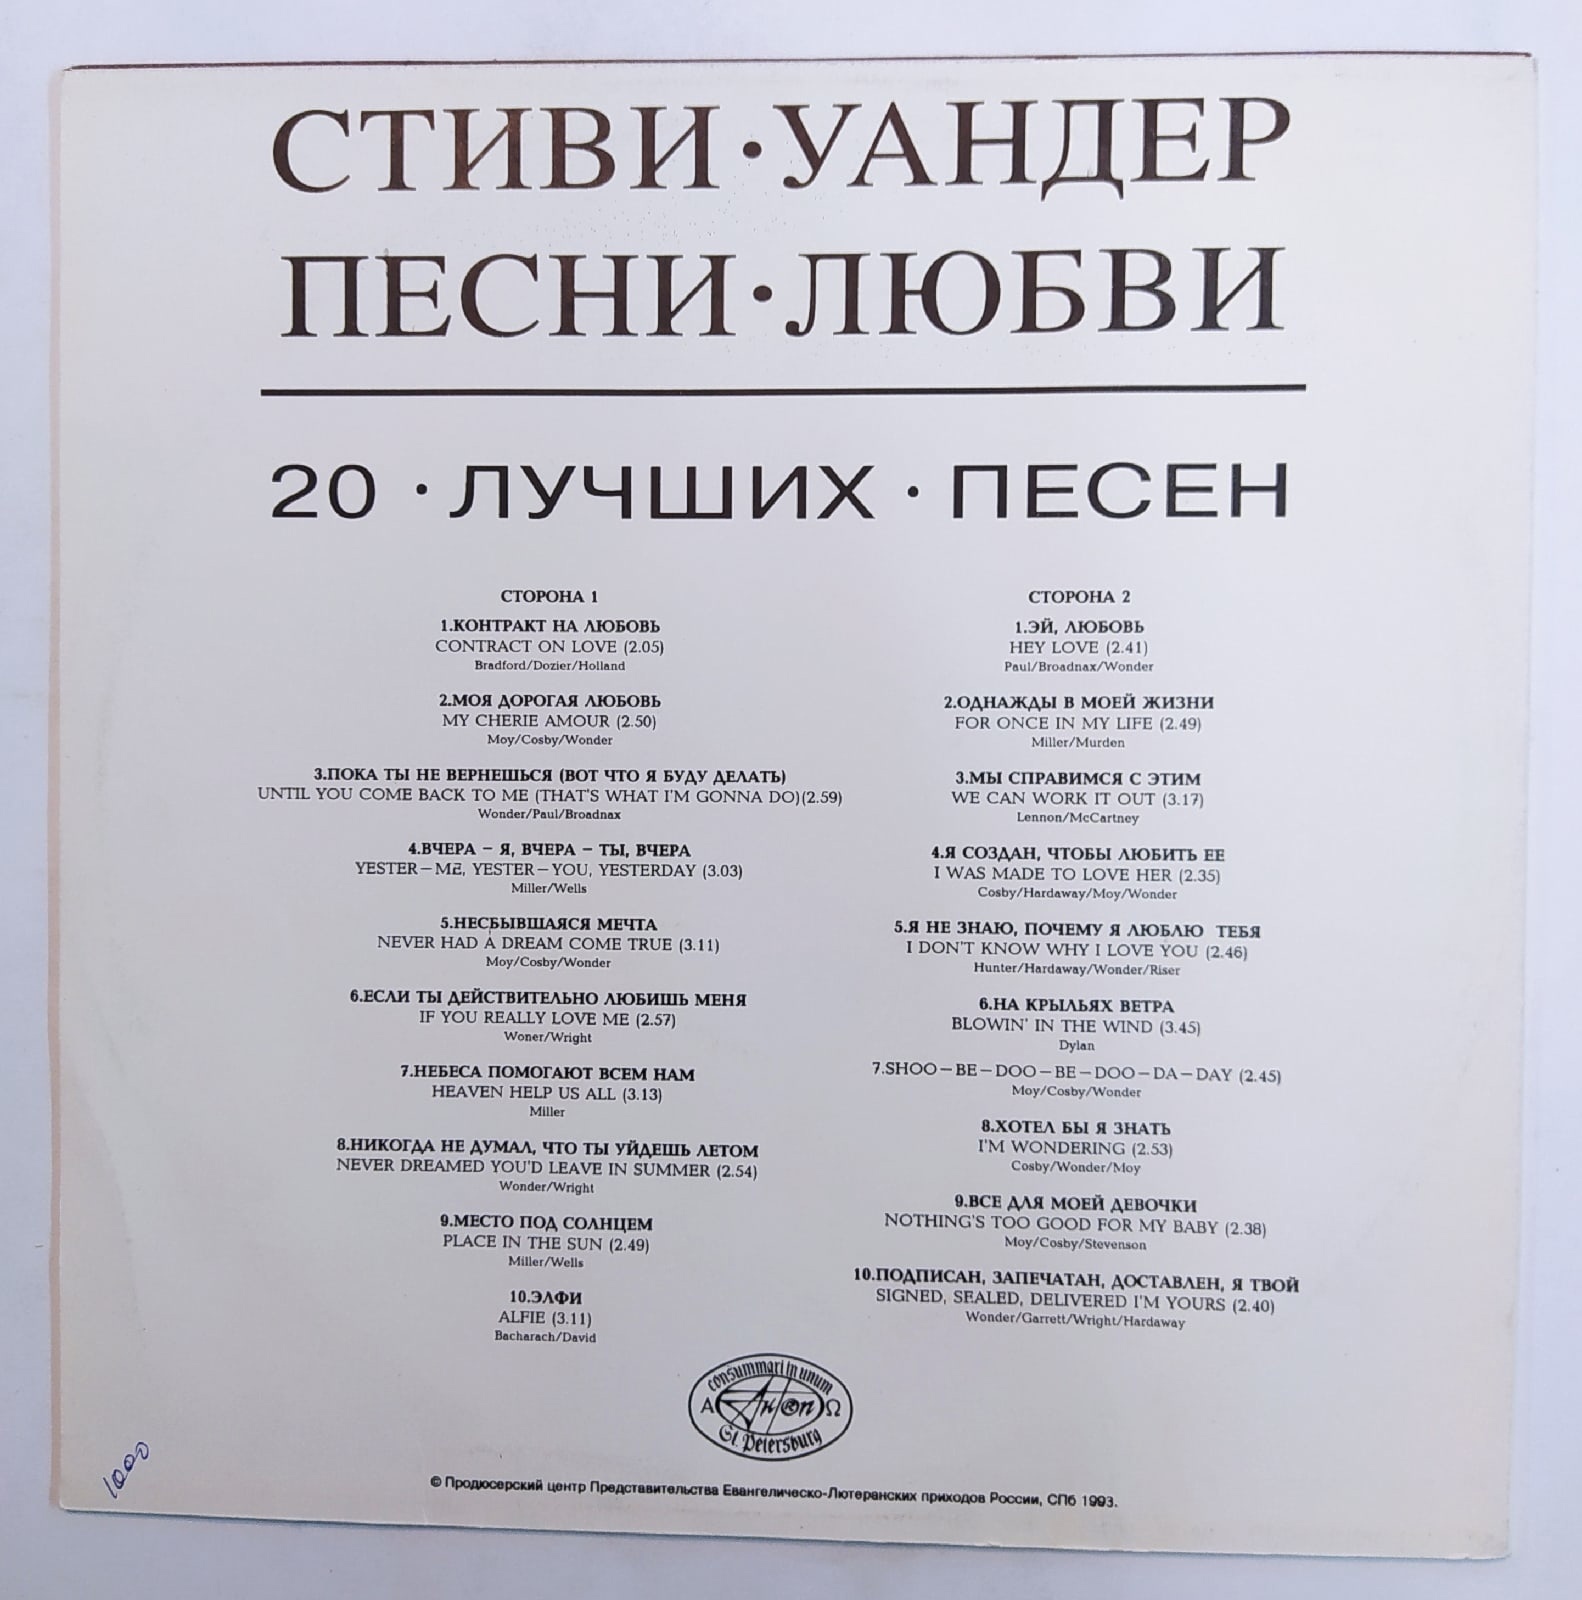 СТИВИ·УАНДЕР
ПЕСНИ·ЛЮБВИ
20 · ЛУЧШИХ · ПЕСЕН
СТОРОНА 1
1.КОНТРАКТ НА ЛЮБОВЬ
CONTRACT ON LOVE (2.05)
Bradford/Dozier/Holland
2.МОЯ ДОРОГАЯ ЛЮБОВЬ
MY CHERIE AMOUR (2.50)
Moy/Cosby/Wonder
3.ПОКА ТЫ НЕ ВЕРНЕШЬСЯ (ВОТ ЧТО Я БУДУ ДЕЛАТЬ)
UNTIL YOU COME BACK TO ME (THAT'S WHAT I'M GONNA DO)(2.59)
Wonder/Paul/Broadnax
4.ВЧЕРА – Я, ВЧЕРА – ТЫ, ВЧЕРА
YESTER–ME, YESTER–YOU, YESTERDAY (3.03)
Miller/Wells
5.НЕСБЫВШАЯСЯ МЕЧТА
NEVER HAD A DREAM COME TRUE (3.11)
Moy/Cosby/Wonder
6.ЕСЛИ ТЫ ДЕЙСТВИТЕЛЬНО ЛЮБИШЬ МЕНЯ
IF YOU REALLY LOVE ME (2.57)
Woner/Wright
7.НЕБЕСА ПОМОГАЮТ ВСЕМ НАМ
HEAVEN HELP US ALL (3.13)
Miller
8.НИКОГДА НЕ ДУМАЛ, ЧТО ТЫ УЙДЕШЬ ЛЕТОМ
NEVER DREAMED YOU'D LEAVE IN SUMMER (2.54)
Wonder/Wright
9.МЕСТО ПОД СОЛНЦЕМ
PLACE IN THE SUN (2.49)
Miller/Wells
10.ЭЛФИ
ALFIE (3.11)
Bacharach/David
СТОРОНА 2
1.ЭЙ, ЛЮБОВЬ
HEY LOVE (2.41)
Paul/Broadnax/Wonder
2.ОДНАЖДЫ В МОЕЙ ЖИЗНИ
FOR ONCE IN MY LIFE (2.49)
Miller/Murden
3.МЫ СПРАВИМСЯ С ЭТИМ
WE CAN WORK IT OUT (3.17)
Lennon/McCartney
4.Я СОЗДАН, ЧТОБЫ ЛЮБИТЬ ЕЕ
I WAS MADE TO LOVE HER (2.35)
Cosby/Hardaway/Moy/Wonder
5.Я НЕ ЗНАЮ, ПОЧЕМУ Я ЛЮБЛЮ ТЕБЯ
I DON'T KNOW WHY I LOVE YOU (2.46)
Hunter/Hardaway/Wonder/Riser
6.НА КРЫЛЬЯХ ВЕТРА
BLOWIN' IN THE WIND (3.45)
Dylan
7.SHOO–BE–DOO–BE–DOO–DA–DAY (2.45)
Moy/Cosby/Wonder
8.ХОТЕЛ БЫ Я ЗНАТЬ
I'M WONDERING (2.53)
Cosby/Wonder/Moy
9.ВСЕ ДЛЯ МОЕЙ ДЕВОЧКИ
NOTHING'S TOO GOOD FOR MY BABY (2.38)
Moy/Cosby/Stevenson
10.ПОДПИСАН, ЗАПЕЧАТАН, ДОСТАВЛЕН, Я ТВОЙ
SIGNED, SEALED, DELIVERED I'M YOURS (2.40)
Wonder/Garrett/Wright/Hardaway
consummari in unum
Α Ω
St. Petersburg
1000
© Продюсерский центр Представительства Евангелическо-Лютеранских приходов России, СПб 1993.